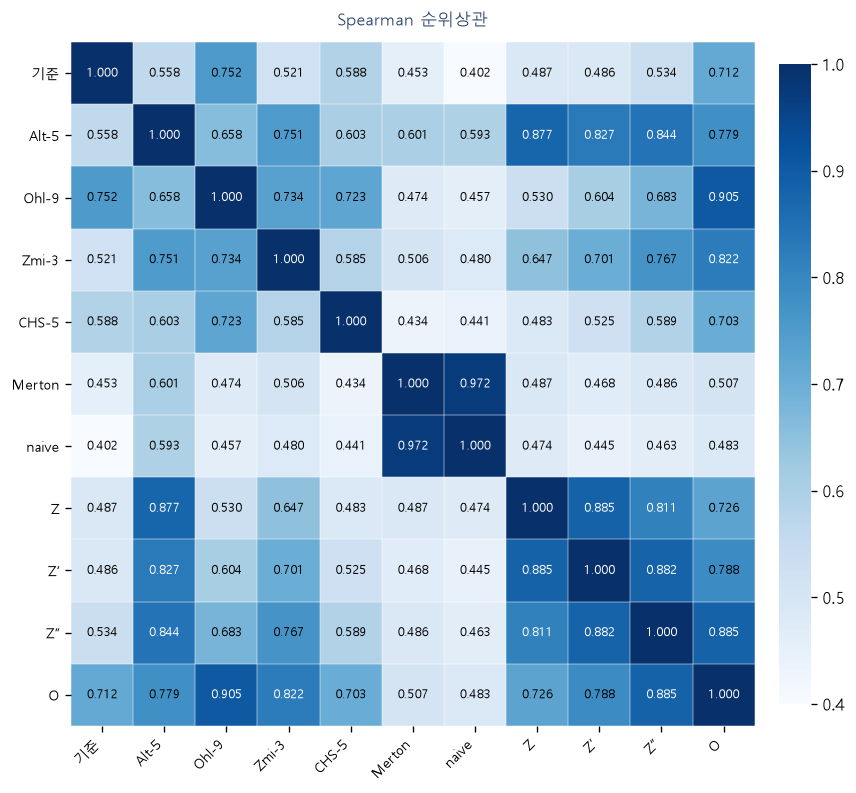 Spearman 순위상관
기준 1.000 0.558 0.752 0.521 0.588 0.453 0.402 0.487 0.486 0.534 0.712
Alt-5 0.558 1.000 0.658 0.751 0.603 0.601 0.593 0.877 0.827 0.844 0.779
Ohl-9 0.752 0.658 1.000 0.734 0.723 0.474 0.457 0.530 0.604 0.683 0.905
Zmi-3 0.521 0.751 0.734 1.000 0.585 0.506 0.480 0.647 0.701 0.767 0.822
CHS-5 0.588 0.603 0.723 0.585 1.000 0.434 0.441 0.483 0.525 0.589 0.703
Merton 0.453 0.601 0.474 0.506 0.434 1.000 0.972 0.487 0.468 0.486 0.507
naive 0.402 0.593 0.457 0.480 0.441 0.972 1.000 0.474 0.445 0.463 0.483
Z 0.487 0.877 0.530 0.647 0.483 0.487 0.474 1.000 0.885 0.811 0.726
Z′ 0.486 0.827 0.604 0.701 0.525 0.468 0.445 0.885 1.000 0.882 0.788
Z″ 0.534 0.844 0.683 0.767 0.589 0.486 0.463 0.811 0.882 1.000 0.885
O 0.712 0.779 0.905 0.822 0.703 0.507 0.483 0.726 0.788 0.885 1.000
기준 Alt-5 Ohl-9 Zmi-3 CHS-5 Merton naive Z Z′ Z″ O
1.0
0.9
0.8
0.7
0.6
0.5
0.4